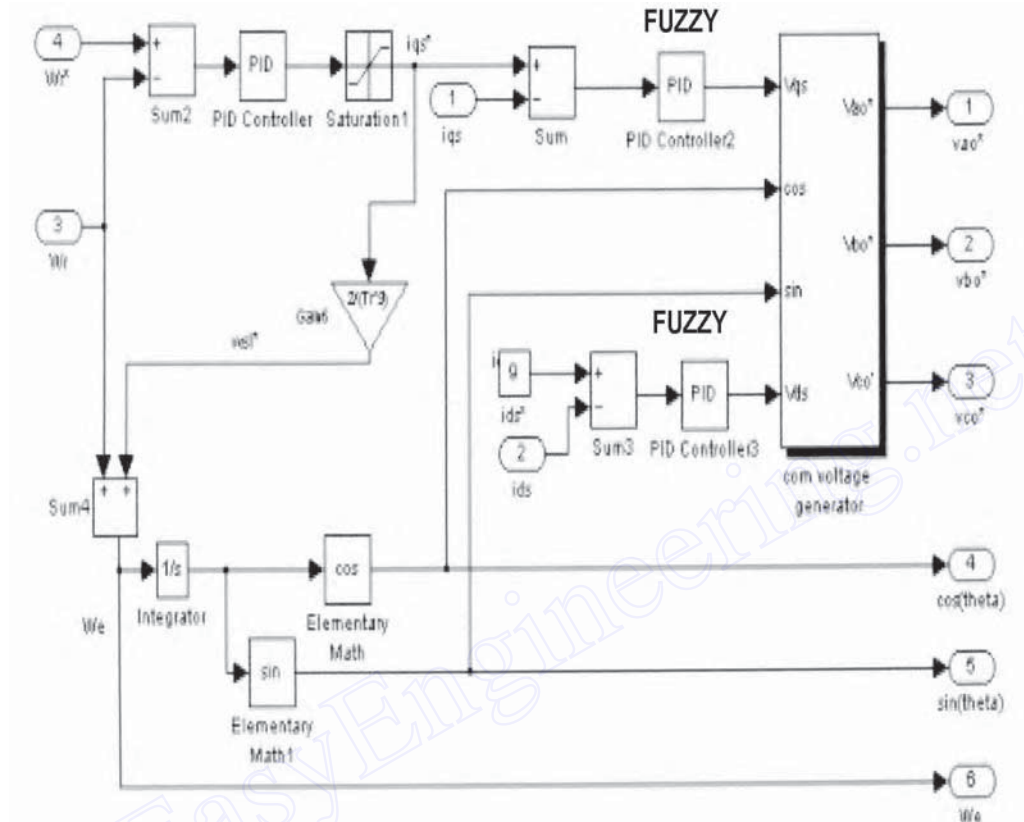 FUZZY
4
Wr*
+
−
Sum2
PID
PID Controller
Saturation1
iqs*
1
iqs
+
−
Sum
PID
PID Controller2
Vqs
cos
sin
Vds
Vao*
Vbo*
Vco*
com voltage
generator
1
vao*
2
vbo*
3
vco*
3
Wr
2/(Tr*9)
wsl*
FUZZY
9
ids*
2
ids
+
−
Sum3
PID
PID Controller3
+ +
Sum4
We
1/s
Integrator
cos
Elementary
Math
sin
Elementary
Math1
4
cos(theta)
5
sin(theta)
6
We
EasyEngineering.net